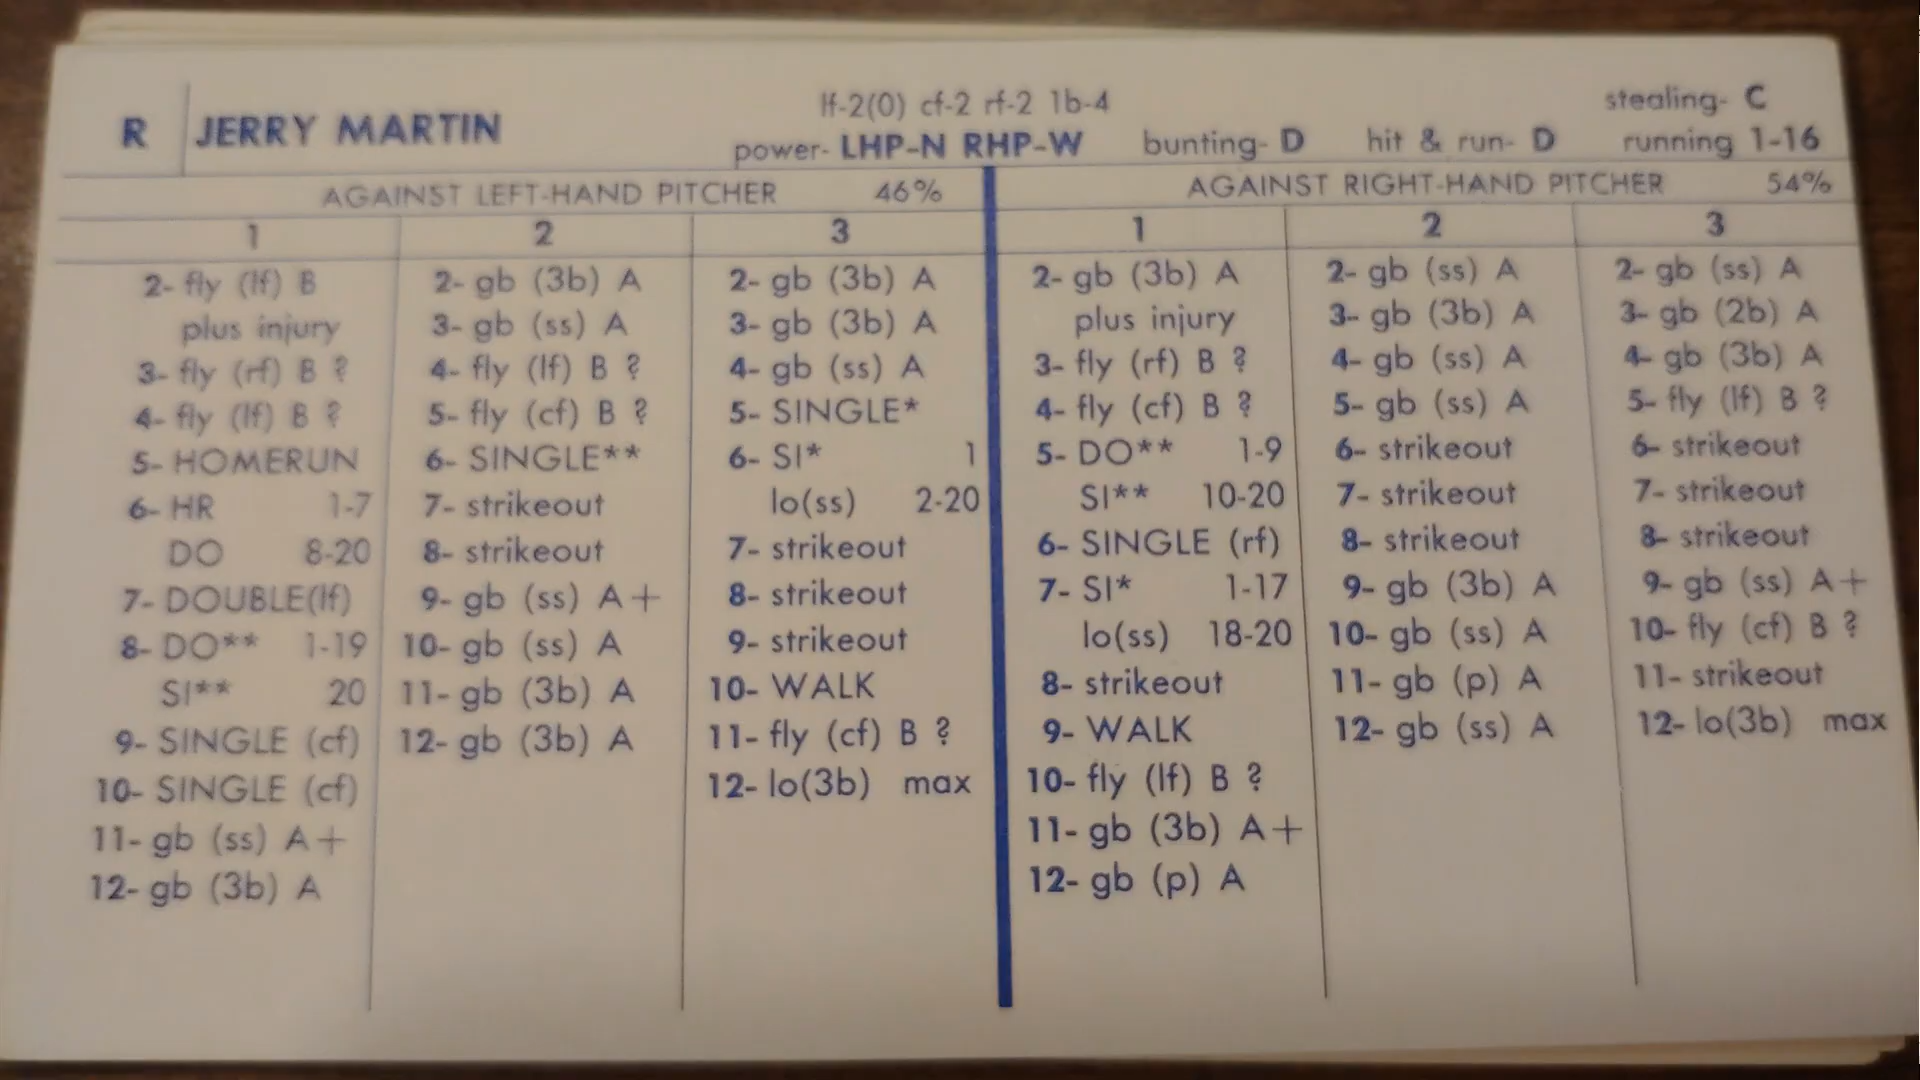 lf-2(0) cf-2 rf-2 1b-4 stealing- C
R JERRY MARTIN power- LHP-N RHP-W bunting- D hit & run- D running 1-16
AGAINST LEFT-HAND PITCHER 46%
1
2- fly (lf) B
plus injury
3- fly (rf) B ?
4- fly (lf) B ?
5- HOMERUN
6- HR 1-7
DO 8-20
7- DOUBLE(lf)
8- DO** 1-19
SI** 20
9- SINGLE (cf)
10- SINGLE (cf)
11- gb (ss) A+
12- gb (3b) A
2
2- gb (3b) A
3- gb (ss) A
4- fly (lf) B ?
5- fly (cf) B ?
6- SINGLE**
7- strikeout
8- strikeout
9- gb (ss) A+
10- gb (ss) A
11- gb (3b) A
12- gb (3b) A
3
2- gb (3b) A
3- gb (3b) A
4- gb (ss) A
5- SINGLE*
6- SI* 1
lo(ss) 2-20
7- strikeout
8- strikeout
9- strikeout
10- WALK
11- fly (cf) B ?
12- lo(3b) max
AGAINST RIGHT-HAND PITCHER 54%
1
2- gb (3b) A
plus injury
3- fly (rf) B ?
4- fly (cf) B ?
5- DO** 1-9
SI** 10-20
6- SINGLE (rf)
7- SI* 1-17
lo(ss) 18-20
8- strikeout
9- WALK
10- fly (lf) B ?
11- gb (3b) A+
12- gb (p) A
2
2- gb (ss) A
3- gb (3b) A
4- gb (ss) A
5- gb (ss) A
6- strikeout
7- strikeout
8- strikeout
9- gb (3b) A
10- gb (ss) A
11- gb (p) A
12- gb (ss) A
3
2- gb (ss) A
3- gb (2b) A
4- gb (3b) A
5- fly (lf) B ?
6- strikeout
7- strikeout
8- strikeout
9- gb (ss) A+
10- fly (cf) B ?
11- strikeout
12- lo(3b) max